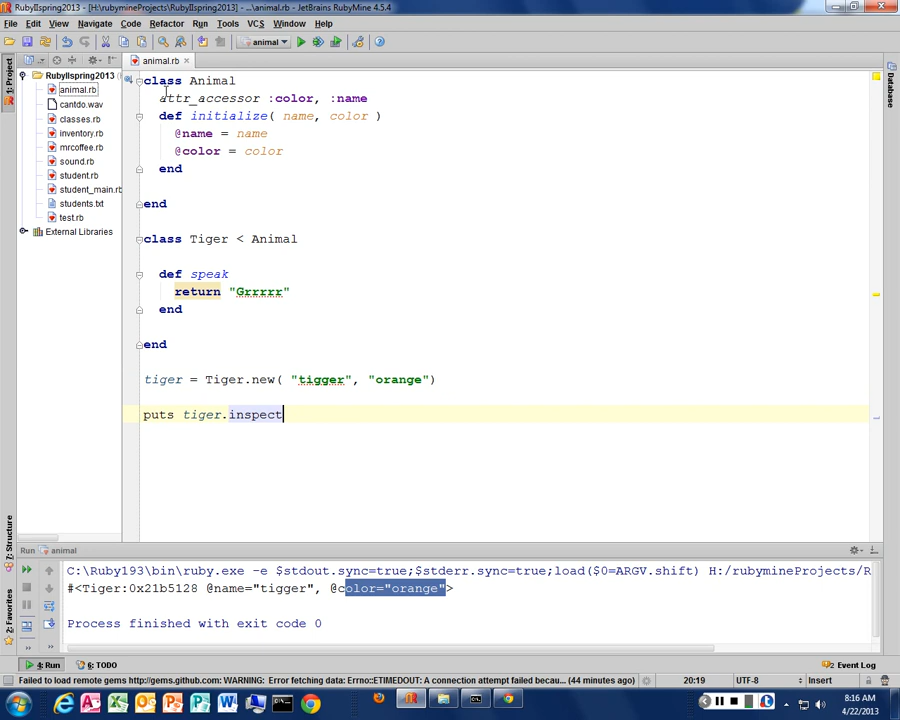 RubyIIspring2013 - [H:\rubymineProjects\RubyIISpring2013] - ...\animal.rb - JetBrains RubyMine 4.5.4
File Edit View Navigate Code Refactor Run Tools VCS Window Help
animal
1: Project
RubyIIspring2013
animal.rb
cantdo.wav
classes.rb
inventory.rb
mrcoffee.rb
sound.rb
student.rb
student_main.rb
students.txt
test.rb
External Libraries
animal.rb
class Animal
attr_accessor :color, :name
def initialize( name, color )
@name = name
@color = color
end
end
class Tiger < Animal
def speak
return "Grrrrr"
end
end
tiger = Tiger.new( "tigger", "orange")
puts tiger.inspect
Database
7: Structure
2: Favorites
Run animal
C:\Ruby193\bin\ruby.exe -e $stdout.sync=true;$stderr.sync=true;load($0=ARGV.shift) H:/rubymineProjects/R
#<Tiger:0x21b5128 @name="tigger", @color="orange">
Process finished with exit code 0
4: Run 6: TODO
2 Event Log
Failed to load remote gems http://gems.github.com: WARNING: Error fetching data: Errno::ETIMEDOUT: A connection attempt failed becau... (44 minutes ago) 20:19 UTF-8 Insert
8:16 AM
4/22/2013